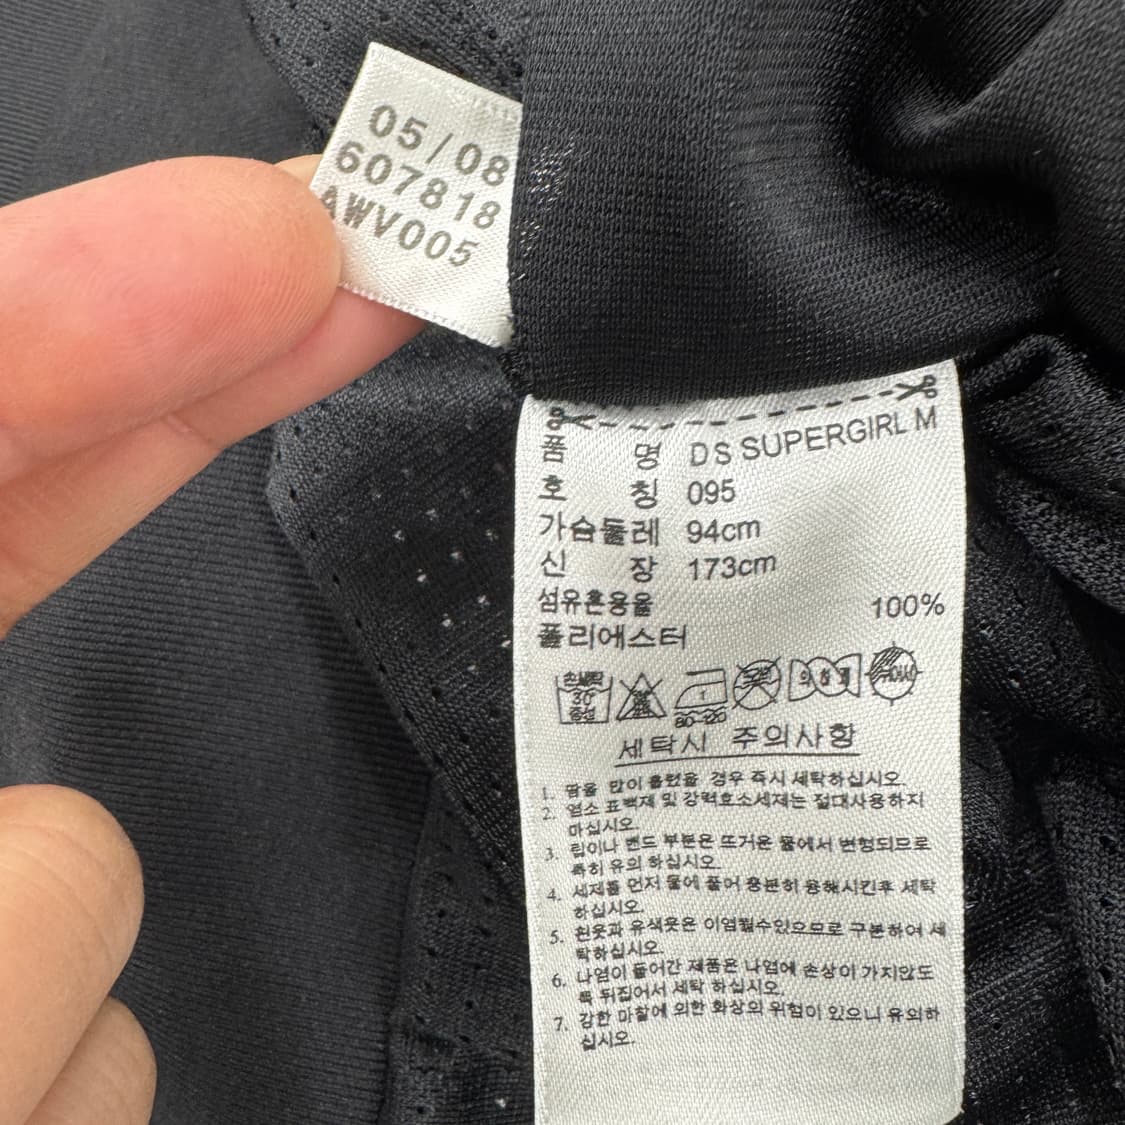 05/08
607818
AWV005
품 명 DS SUPERGIRL M
호 칭 095
가슴둘레 94cm
신 장 173cm
섬유혼용율 100%
폴리에스터
손세탁
30
중성
1
80-120
세탁시 주의사항
1. 땀을 많이 흘렸을 경우 즉시 세탁하십시오
2. 염소 표백제 및 강력효소세제는 절대사용하지
마십시오.
3. 립이나 밴드 부분은 뜨거운 물에서 변형되므로
특히 유의 하십시오.
4. 세제를 먼저 물에 풀어 충분히 용해시킨후 세탁
하십시오.
5. 흰옷과 유색옷은 이염될수있으므로 구분하여 세
탁하십시오.
6. 나염이 들어간 제품은 나염에 손상이 가지않도
록 뒤집어서 세탁 하십시오.
7. 강한 마찰에 의한 화상의 위험이 있으니 유의하
십시오.